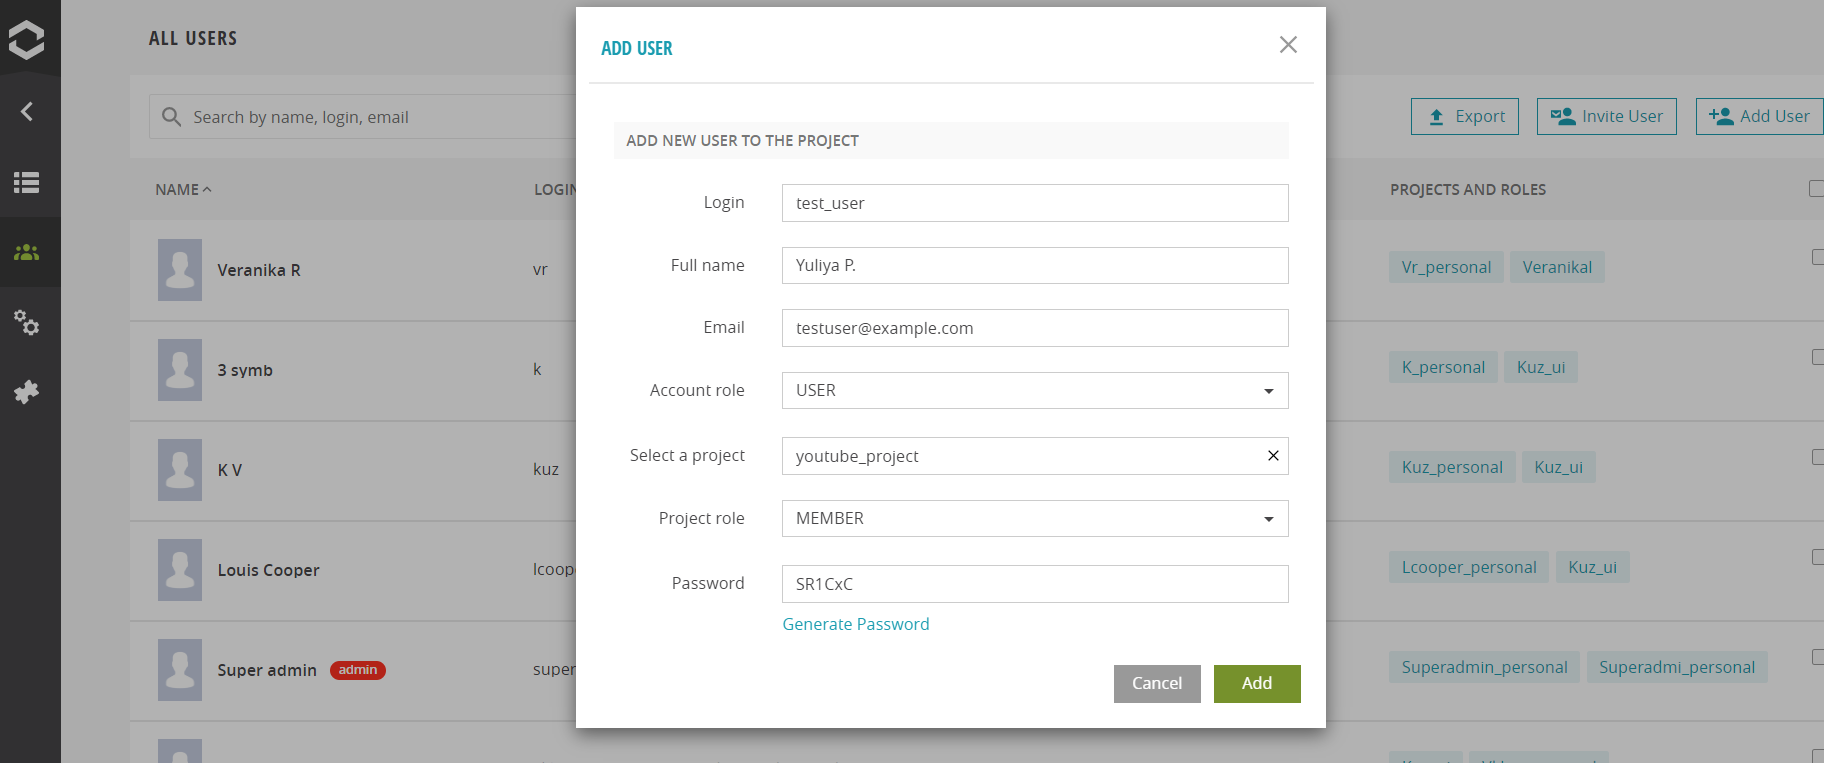 ALL USERS
ADD USER
Search by name, login, email
Export
Invite User
Add User
ADD NEW USER TO THE PROJECT
NAME
LOGIN
PROJECTS AND ROLES
Login
test_user
Full name
Yuliya P.
Email
testuser@example.com
Account role
USER
Select a project
youtube_project
Project role
MEMBER
Password
SR1CxC
Generate Password
Cancel
Add
Veranika R
vr
Vr_personal
Veranikal
3 symb
k
K_personal
Kuz_ui
K V
kuz
Kuz_personal
Kuz_ui
Louis Cooper
lcoope
Lcooper_personal
Kuz_ui
Super admin
admin
super
Superadmin_personal
Superadmi_personal